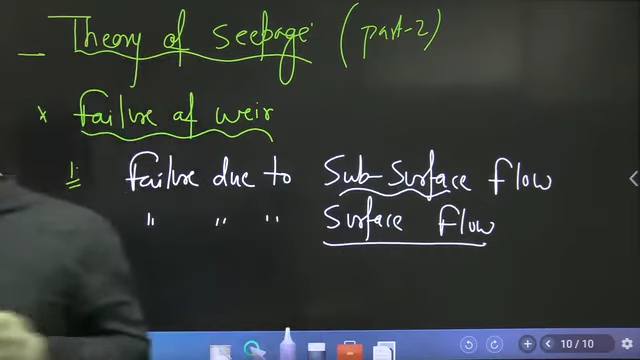 — Theory of Seepage (part-2)
x Failure of weir
1. Failure due to Sub-Surface flow
" " " Surface flow
10 / 10